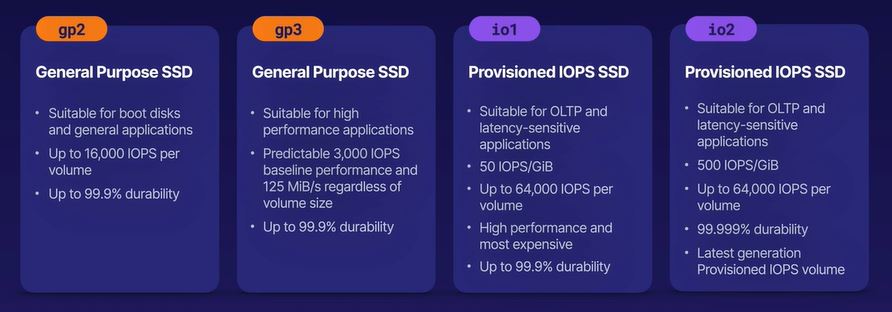 gp2
General Purpose SSD
• Suitable for boot disks
and general applications
• Up to 16,000 IOPS per
volume
• Up to 99.9% durability
gp3
General Purpose SSD
• Suitable for high
performance applications
• Predictable 3,000 IOPS
baseline performance and
125 MiB/s regardless of
volume size
• Up to 99.9% durability
io1
Provisioned IOPS SSD
• Suitable for OLTP and
latency-sensitive
applications
• 50 IOPS/GiB
• Up to 64,000 IOPS per
volume
• High performance and
most expensive
• Up to 99.9% durability
io2
Provisioned IOPS SSD
• Suitable for OLTP and
latency-sensitive
applications
• 500 IOPS/GiB
• Up to 64,000 IOPS per
volume
• 99.999% durability
• Latest generation
Provisioned IOPS volume